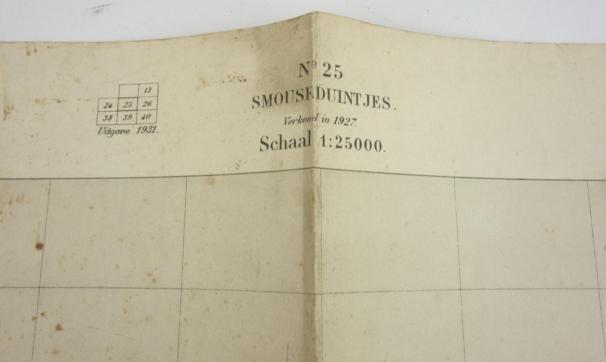 Nº 25
SMOUSEDUINTJES.
Verkend in 1927.
Schaal 1:25000.
13
24 25 26
38 39 40
Uitgave 1931.